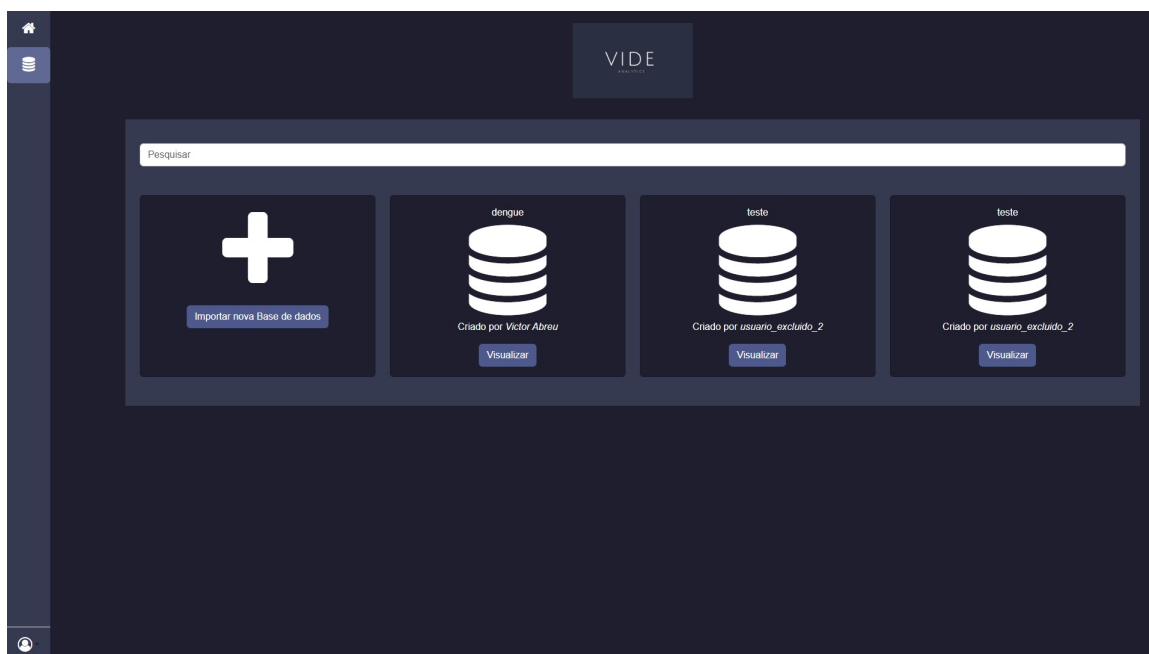 VIDE
ANALYTICS
Pesquisar
Importar nova Base de dados
dengue
Criado por Victor Abreu
Visualizar
teste
Criado por usuario_excluido_2
Visualizar
teste
Criado por usuario_excluido_2
Visualizar